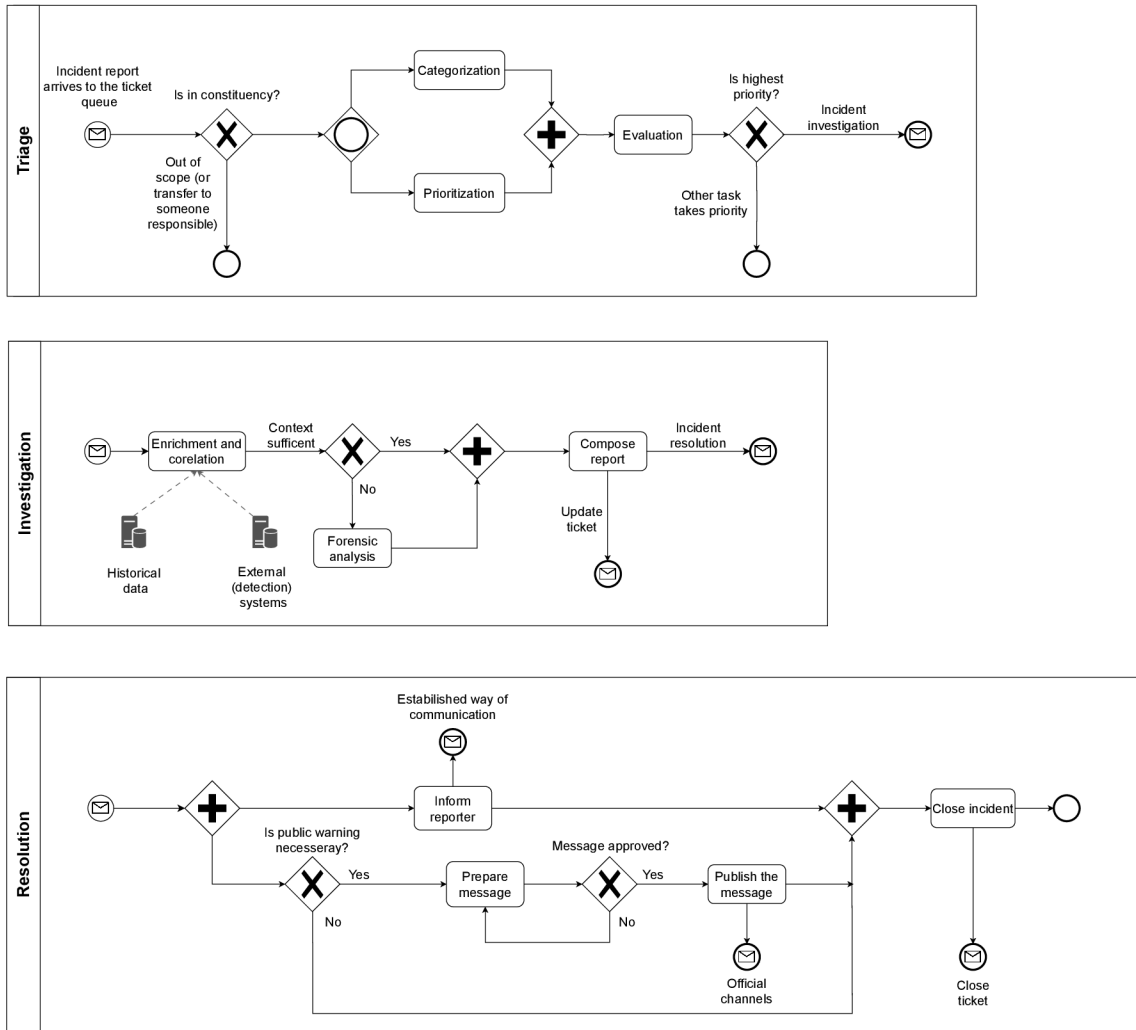 Triage
Incident report
arrives to the ticket
queue
Is in constituency?
Out of
scope (or
transfer to
someone
responsible)
Categorization
Prioritization
Evaluation
Is highest
priority?
Incident
investigation
Other task
takes priority
Investigation
Enrichment and
corelation
Historical
data
External
(detection)
systems
Context
sufficent
Yes
No
Forensic
analysis
Compose
report
Update
ticket
Incident
resolution
Resolution
Estabilished way of
communication
Inform
reporter
Is public warning
necesseray?
Yes
No
Prepare
message
Message approved?
Yes
No
Publish the
message
Official
channels
Close incident
Close
ticket